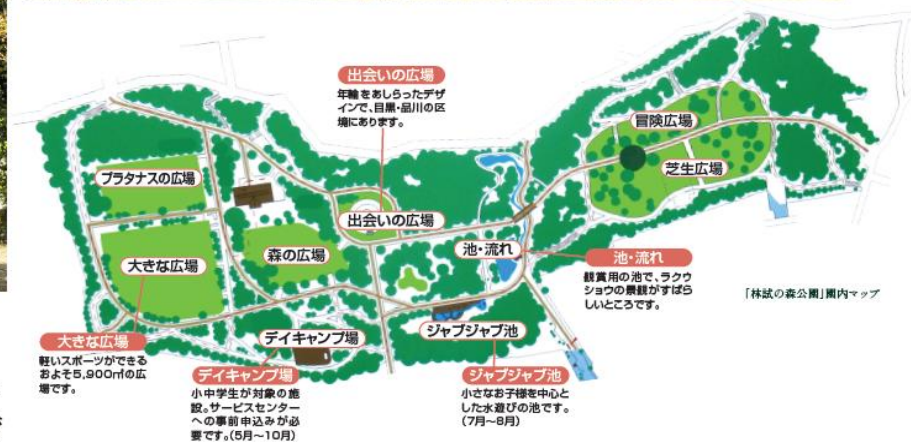 出会いの広場
年輪をあしらったデザ
インで、目黒・品川の区
境にあります。
冒険広場
芝生広場
プラタナスの広場
出会いの広場
大きな広場
森の広場
池・流れ
池・流れ
観賞用の池で、ラクウ
ショウの景観がすばら
しいところです。
「林試の森公園」園内マップ
デイキャンプ場
ジャブジャブ池
大きな広場
軽いスポーツができる
およそ5,900㎡の広
場です。
デイキャンプ場
小中学生が対象の施
設。サービスセンター
への事前申込みが必
要です。(5月〜10月)
ジャブジャブ池
小さなお子様を中心と
した水遊びの池です。
(7月〜8月)